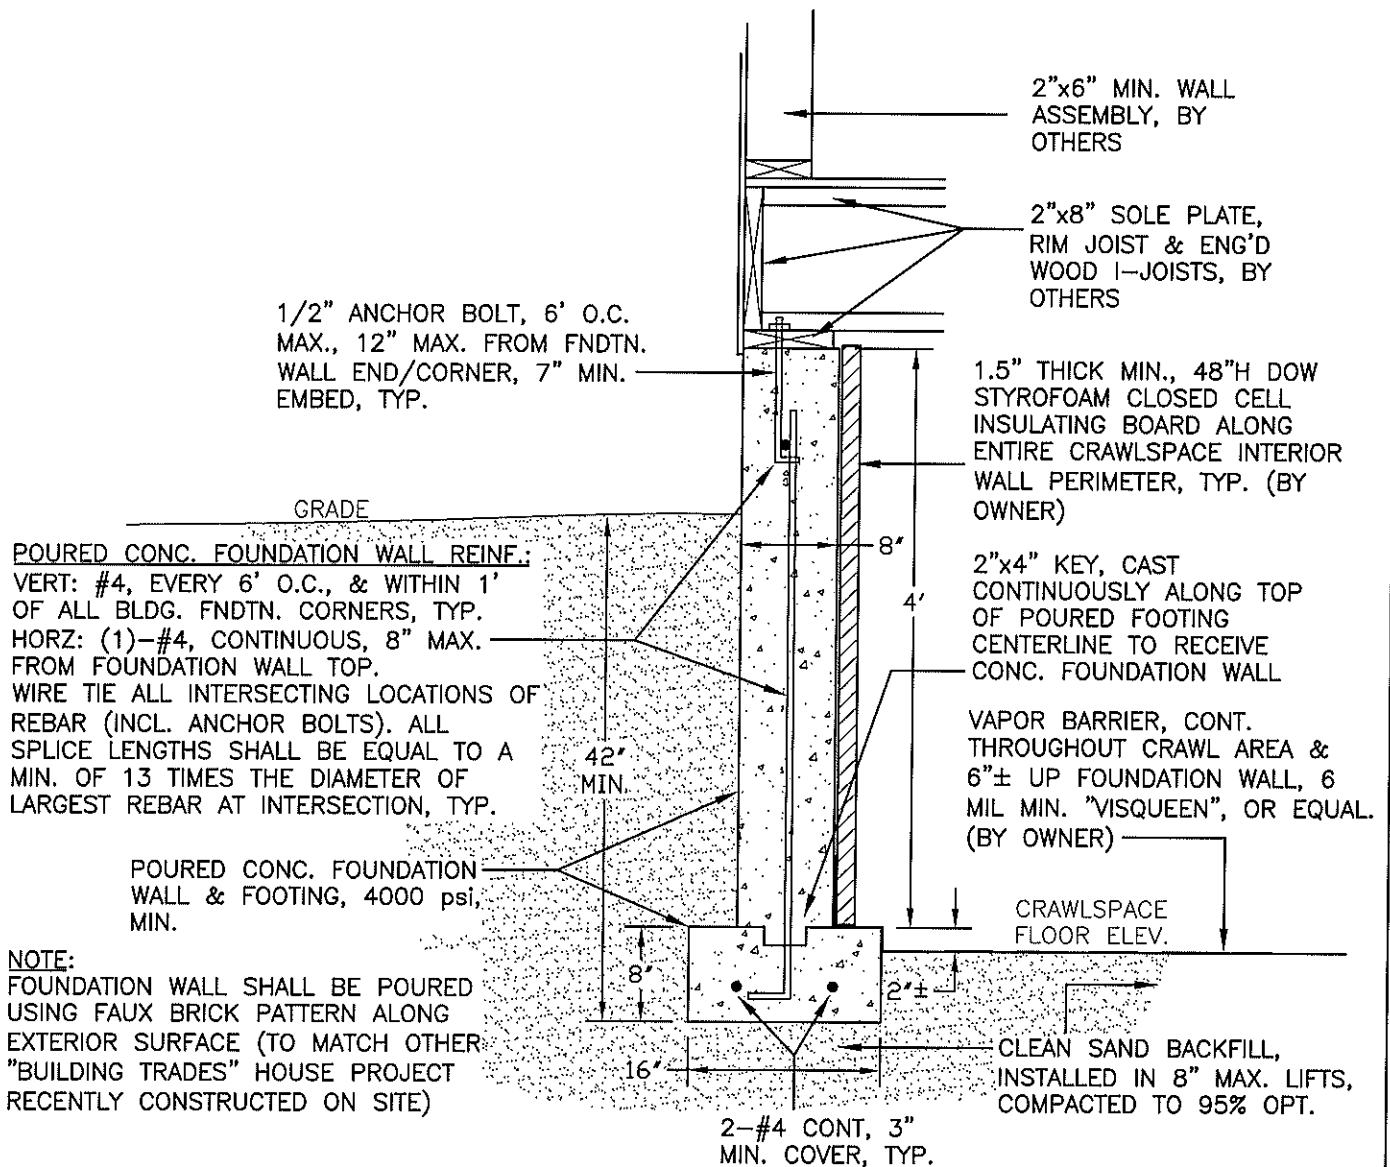 2"x6" MIN. WALL
ASSEMBLY, BY
OTHERS
2"x8" SOLE PLATE,
RIM JOIST & ENG'D
WOOD I-JOISTS, BY
OTHERS
1/2" ANCHOR BOLT, 6' O.C.
MAX., 12" MAX. FROM FNDTN.
WALL END/CORNER, 7" MIN.
EMBED, TYP.
1.5" THICK MIN., 48"H DOW
STYROFOAM CLOSED CELL
INSULATING BOARD ALONG
ENTIRE CRAWLSPACE INTERIOR
WALL PERIMETER, TYP. (BY
OWNER)
GRADE
POURED CONC. FOUNDATION WALL REINF.:
VERT: #4, EVERY 6' O.C., & WITHIN 1'
OF ALL BLDG. FNDTN. CORNERS, TYP.
HORZ: (1)-#4, CONTINUOUS, 8" MAX.
FROM FOUNDATION WALL TOP.
WIRE TIE ALL INTERSECTING LOCATIONS OF
REBAR (INCL. ANCHOR BOLTS). ALL
SPLICE LENGTHS SHALL BE EQUAL TO A
MIN. OF 13 TIMES THE DIAMETER OF
LARGEST REBAR AT INTERSECTION, TYP.
8"
4'
2"x4" KEY, CAST
CONTINUOUSLY ALONG TOP
OF POURED FOOTING
CENTERLINE TO RECEIVE
CONC. FOUNDATION WALL
42"
MIN.
VAPOR BARRIER, CONT.
THROUGHOUT CRAWL AREA &
6"± UP FOUNDATION WALL, 6
MIL MIN. "VISQUEEN", OR EQUAL.
(BY OWNER)
POURED CONC. FOUNDATION
WALL & FOOTING, 4000 psi,
MIN.
CRAWLSPACE
FLOOR ELEV.
NOTE:
FOUNDATION WALL SHALL BE POURED
USING FAUX BRICK PATTERN ALONG
EXTERIOR SURFACE (TO MATCH OTHER
"BUILDING TRADES" HOUSE PROJECT
RECENTLY CONSTRUCTED ON SITE)
8"
2"±
16"
CLEAN SAND BACKFILL,
INSTALLED IN 8" MAX. LIFTS,
COMPACTED TO 95% OPT.
2-#4 CONT, 3"
MIN. COVER, TYP.